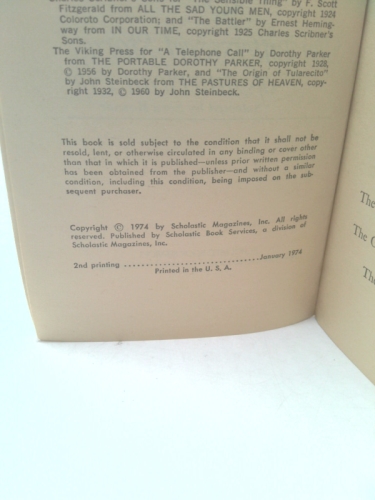 "The Sensible Thing" by F. Scott
Fitzgerald from ALL THE SAD YOUNG MEN, copyright 1924
Coloroto Corporation; and "The Battler" by Ernest Heming-
way from IN OUR TIME, copyright 1925 Charles Scribner's
Sons.
The Viking Press for "A Telephone Call" by Dorothy Parker
from THE PORTABLE DOROTHY PARKER, copyright 1928,
© 1956 by Dorothy Parker, and "The Origin of Tularecito"
by John Steinbeck from THE PASTURES OF HEAVEN, copy-
right 1932, © 1960 by John Steinbeck.
This book is sold subject to the condition that it shall not be
resold, lent, or otherwise circulated in any binding or cover other
than that in which it is published—unless prior written permission
has been obtained from the publisher—and without a similar
condition, including this condition, being imposed on the sub-
sequent purchaser.
Copyright © 1974 by Scholastic Magazines, Inc. All rights
reserved. Published by Scholastic Book Services, a division of
Scholastic Magazines, Inc.
2nd printing ........................................January 1974
Printed in the U. S. A.
The
The